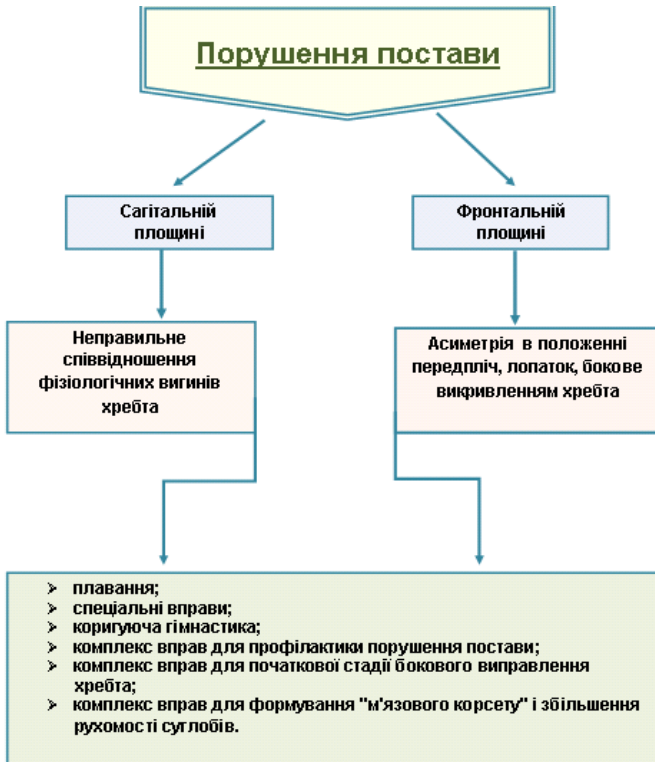 Порушення постави
Сагітальній
площині
Фронтальній
площині
Неправильне
співвідношення
фізіологічних вигинів
хребта
Асиметрія в положенні
передпліч, лопаток, бокове
викривленням хребта
➢ плавання;
➢ спеціальні вправи;
➢ коригуюча гімнастика;
➢ комплекс вправ для профілактики порушення постави;
➢ комплекс вправ для початкової стадії бокового виправлення
хребта;
➢ комплекс вправ для формування "м'язового корсету" і збільшення
рухомості суглобів.